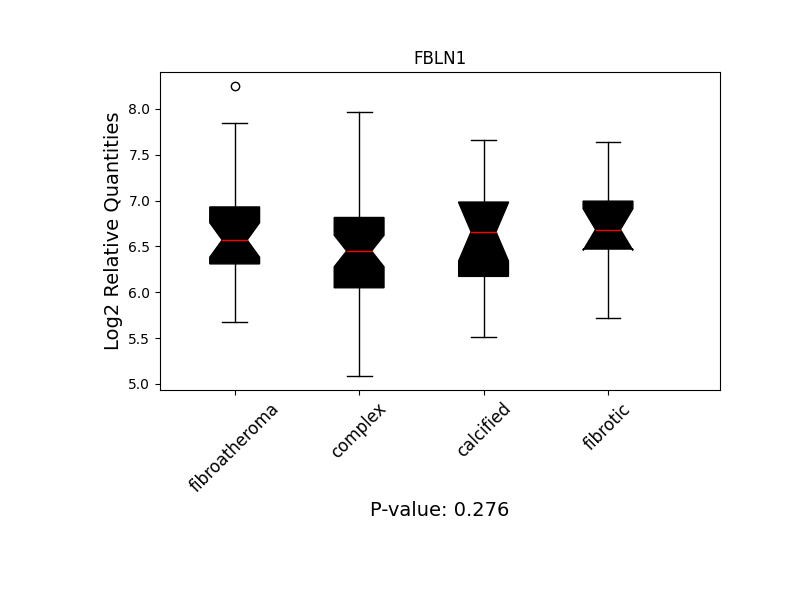 FBLN1
Log2 Relative Quantities
8.0
7.5
7.0
6.5
6.0
5.5
5.0
fibroatheroma
complex
calcified
fibrotic
P-value: 0.276